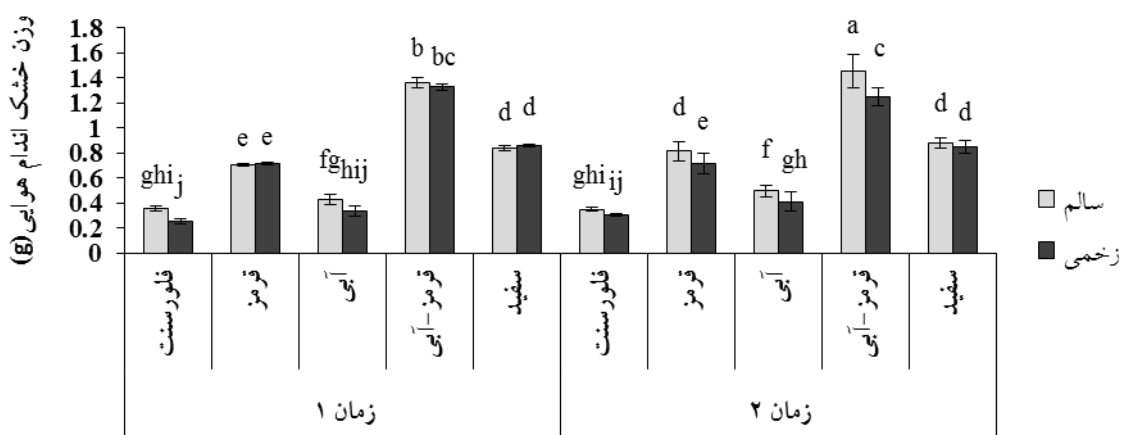 وزن خشک اندام هوایی(g)
1.8
1.6
1.4
1.2
1
0.8
0.6
0.4
0.2
0
ghi j e e fg hij b bc d d ghi ij d e f gh a c d d
فلورسنت قرمز آبی قرمز-آبی سفید فلورسنت قرمز آبی قرمز-آبی سفید
زمان ۱ زمان ۲
سالم
زخمی